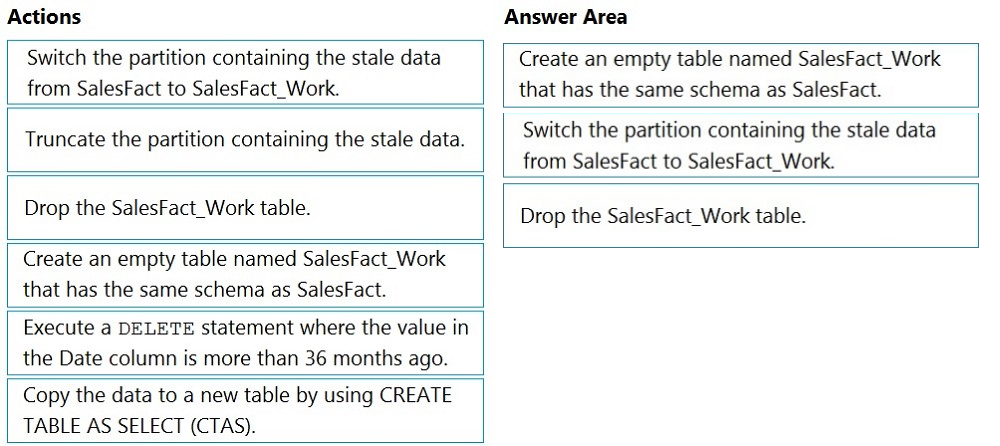 Actions
Switch the partition containing the stale data
from SalesFact to SalesFact_Work.
Truncate the partition containing the stale data.
Drop the SalesFact_Work table.
Create an empty table named SalesFact_Work
that has the same schema as SalesFact.
Execute a DELETE statement where the value in
the Date column is more than 36 months ago.
Copy the data to a new table by using CREATE
TABLE AS SELECT (CTAS).
Answer Area
Create an empty table named SalesFact_Work
that has the same schema as SalesFact.
Switch the partition containing the stale data
from SalesFact to SalesFact_Work.
Drop the SalesFact_Work table.